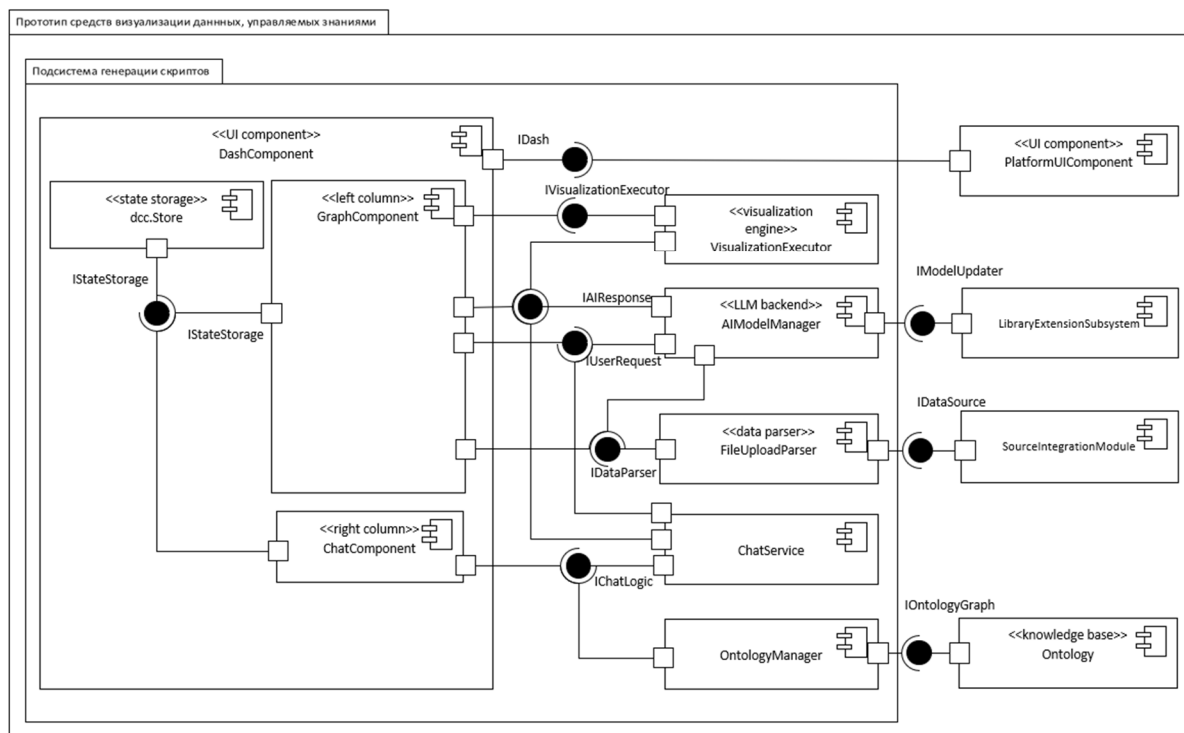 Прототип средств визуализации даннных, управляемых знаниями
Подсистема генерации скриптов
<<UI component>>
DashComponent
IDash
<<UI component>>
PlatformUIComponent
<<state storage>>
dcc.Store
<<left column>>
GraphComponent
IVisualizationExecutor
<<visualization
engine>>
VisualizationExecutor
IStateStorage
IStateStorage
IAIResponse
<<LLM backend>>
AIModelManager
IModelUpdater
LibraryExtensionSubsystem
IUserRequest
<<data parser>>
FileUploadParser
IDataParser
IDataSource
SourceIntegrationModule
<<right column>>
ChatComponent
ChatService
IChatLogic
OntologyManager
IOntologyGraph
<<knowledge base>>
Ontology